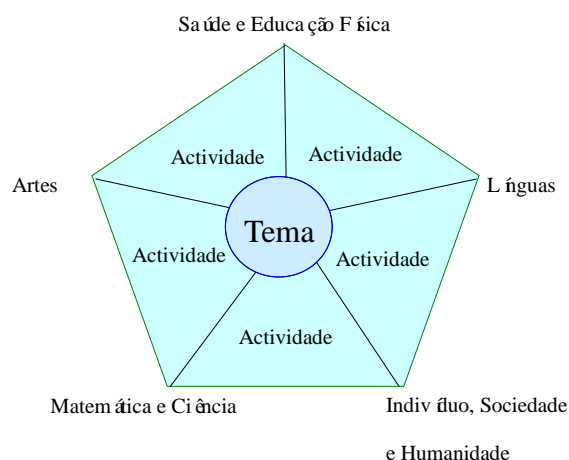 Saúde e Educação Física
Actividade
Actividade
Artes
Línguas
Tema
Actividade
Actividade
Actividade
Matemática e Ciência
Indivíduo, Sociedade
e Humanidade